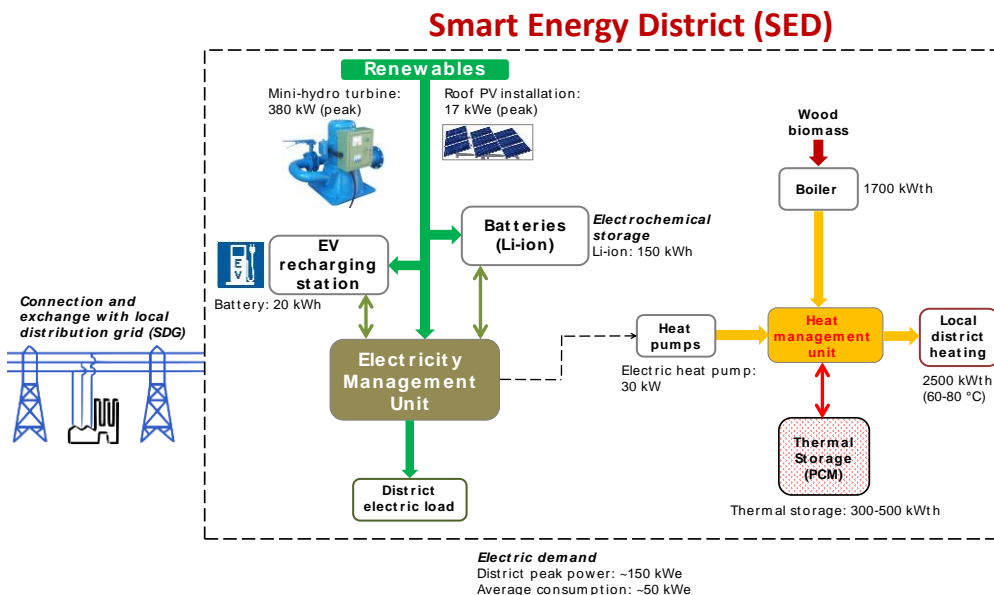 Smart Energy District (SED)
Renewables
Mini-hydro turbine:
380 kW (peak)
Roof PV installation:
17 kWe (peak)
Wood
biomass
Boiler
1700 kWth
Batteries
(Li-ion)
Electrochemical
storage
Li-ion: 150 kWh
EV
EV
recharging
station
Battery: 20 kWh
Connection and
exchange with local
distribution grid (SDG)
Electricity
Management
Unit
Heat
pumps
Electric heat pump:
30 kW
Heat
management
unit
Local
district
heating
2500 kWth
(60-80 °C)
Thermal
Storage
(PCM)
Thermal storage: 300-500 kWth
District
electric load
Electric demand
District peak power: ~150 kWe
Average consumption: ~50 kWe